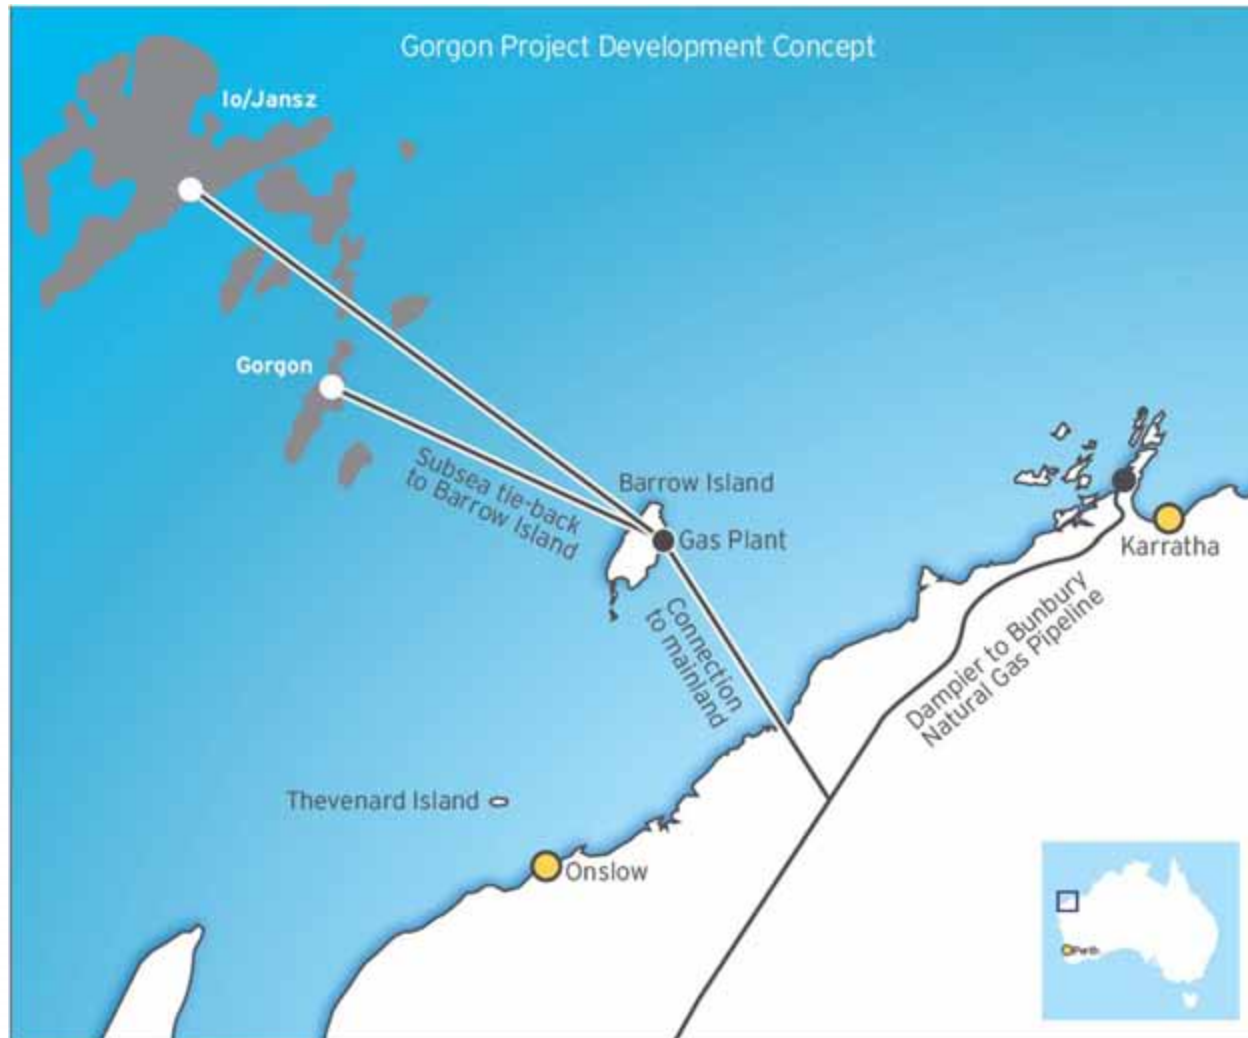 Gorgon Project Development Concept
Io/Jansz
Gorgon
Subsea tie-back
to Barrow Island
Barrow Island
Gas Plant
Connection
to mainland
Karratha
Dampier to Bunbury
Natural Gas Pipeline
Thevenard Island
Onslow
Perth